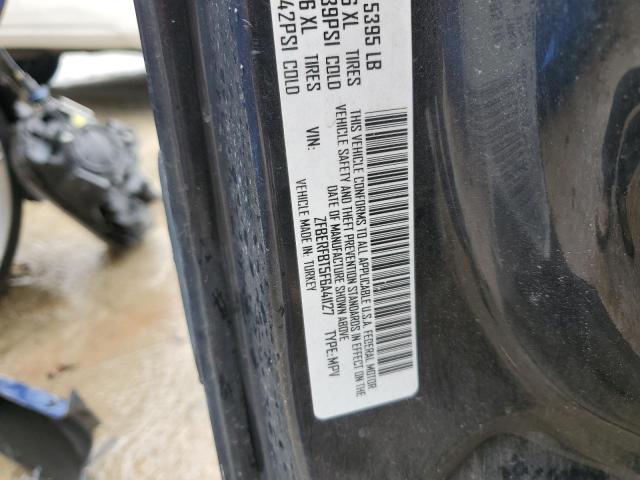 5395 LB
6 XL TIRES
39PSI COLD
6 XL TIRES
42PSI COLD
THIS VEHICLE CONFORMS TO ALL APPLICABLE U.S.A. FEDERAL MOTOR
VEHICLE SAFETY AND THEFT PREVENTION STANDARDS IN EFFECT ON THE
DATE OF MANUFACTURE SHOWN ABOVE
VIN: ZFBERFBT5F6A41127 TYPE: MPV
VEHICLE MADE IN: TURKEY